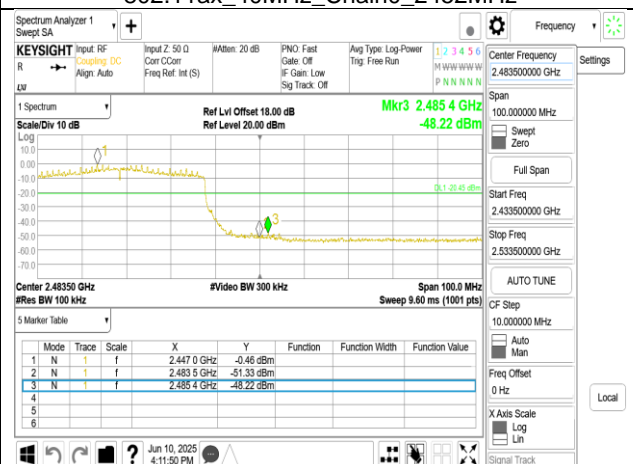 802.11ax_40MHz_Chain0_2452MHz
Spectrum Analyzer 1
Swept SA
+
Frequency
KEYSIGHT
Input: RF
Input Z: 50 Ω
#Atten: 20 dB
PNO: Fast
Avg Type: Log-Power
1 2 3 4 5 6
R
Coupling: DC
Corr CCorr
Gate: Off
Trig: Free Run
M W W W W W
Align: Auto
Freq Ref: Int (S)
IF Gain: Low
P N N N N N
LXI
Sig Track: Off
1 Spectrum
Ref Lvl Offset 18.00 dB
Mkr3 2.485 4 GHz
Scale/Div 10 dB
Ref Level 20.00 dBm
-48.22 dBm
Log
10.0
0.00
-10.0
-20.0
-30.0
-40.0
-50.0
-60.0
-70.0
1
DL1 -20.45 dBm
3
Center 2.48350 GHz
#Video BW 300 kHz
Span 100.0 MHz
#Res BW 100 kHz
Sweep 9.60 ms (1001 pts)
5 Marker Table
Mode Trace Scale X Y Function Function Width Function Value
1 N 1 f 2.447 0 GHz -0.46 dBm
2 N 1 f 2.483 5 GHz -51.33 dBm
3 N 1 f 2.485 4 GHz -48.22 dBm
4
5
6
?
Jun 10, 2025
4:11:50 PM
Center Frequency
2.483500000 GHz
Settings
Span
100.000000 MHz
Swept
Zero
Full Span
Start Freq
2.433500000 GHz
Stop Freq
2.533500000 GHz
AUTO TUNE
CF Step
10.000000 MHz
Auto
Man
Freq Offset
0 Hz
Local
X Axis Scale
Log
Lin
Signal Track